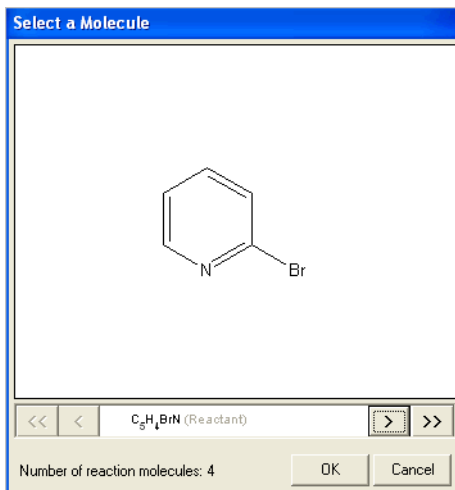 Select a Molecule
N
Br
<< < C₅H₄BrN (Reactant) > >>
Number of reaction molecules: 4 OK Cancel